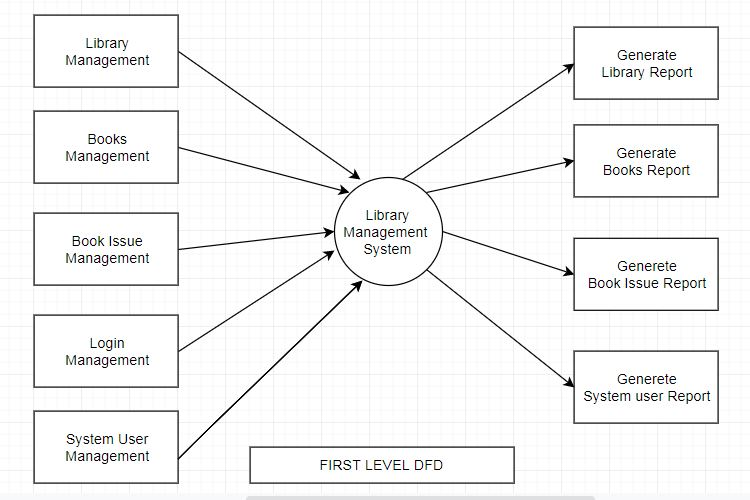 Library
Management
Books
Management
Book Issue
Management
Login
Management
System User
Management
Library
Management
System
Generate
Library Report
Generate
Books Report
Generete
Book Issue Report
Generete
System user Report
FIRST LEVEL DFD